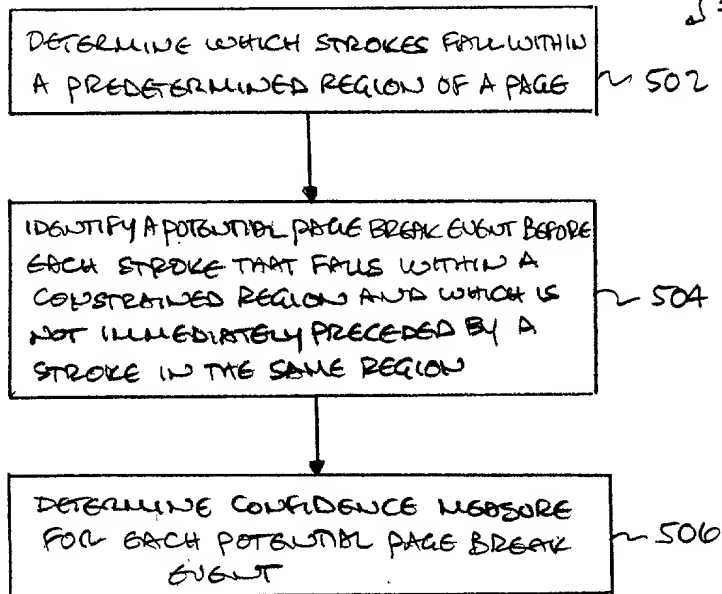 DETERMINE WHICH STROKES FALL WITHIN
A PREDETERMINED REGION OF A PAGE
502
IDENTIFY A POTENTIAL PAGE BREAK EVENT BEFORE
EACH STROKE THAT FALLS WITHIN A
CONSTRAINED REGION AND WHICH IS
NOT IMMEDIATELY PRECEDED BY A
STROKE IN THE SAME REGION
504
DETERMINE CONFIDENCE MEASURE
FOR EACH POTENTIAL PAGE BREAK
EVENT
506